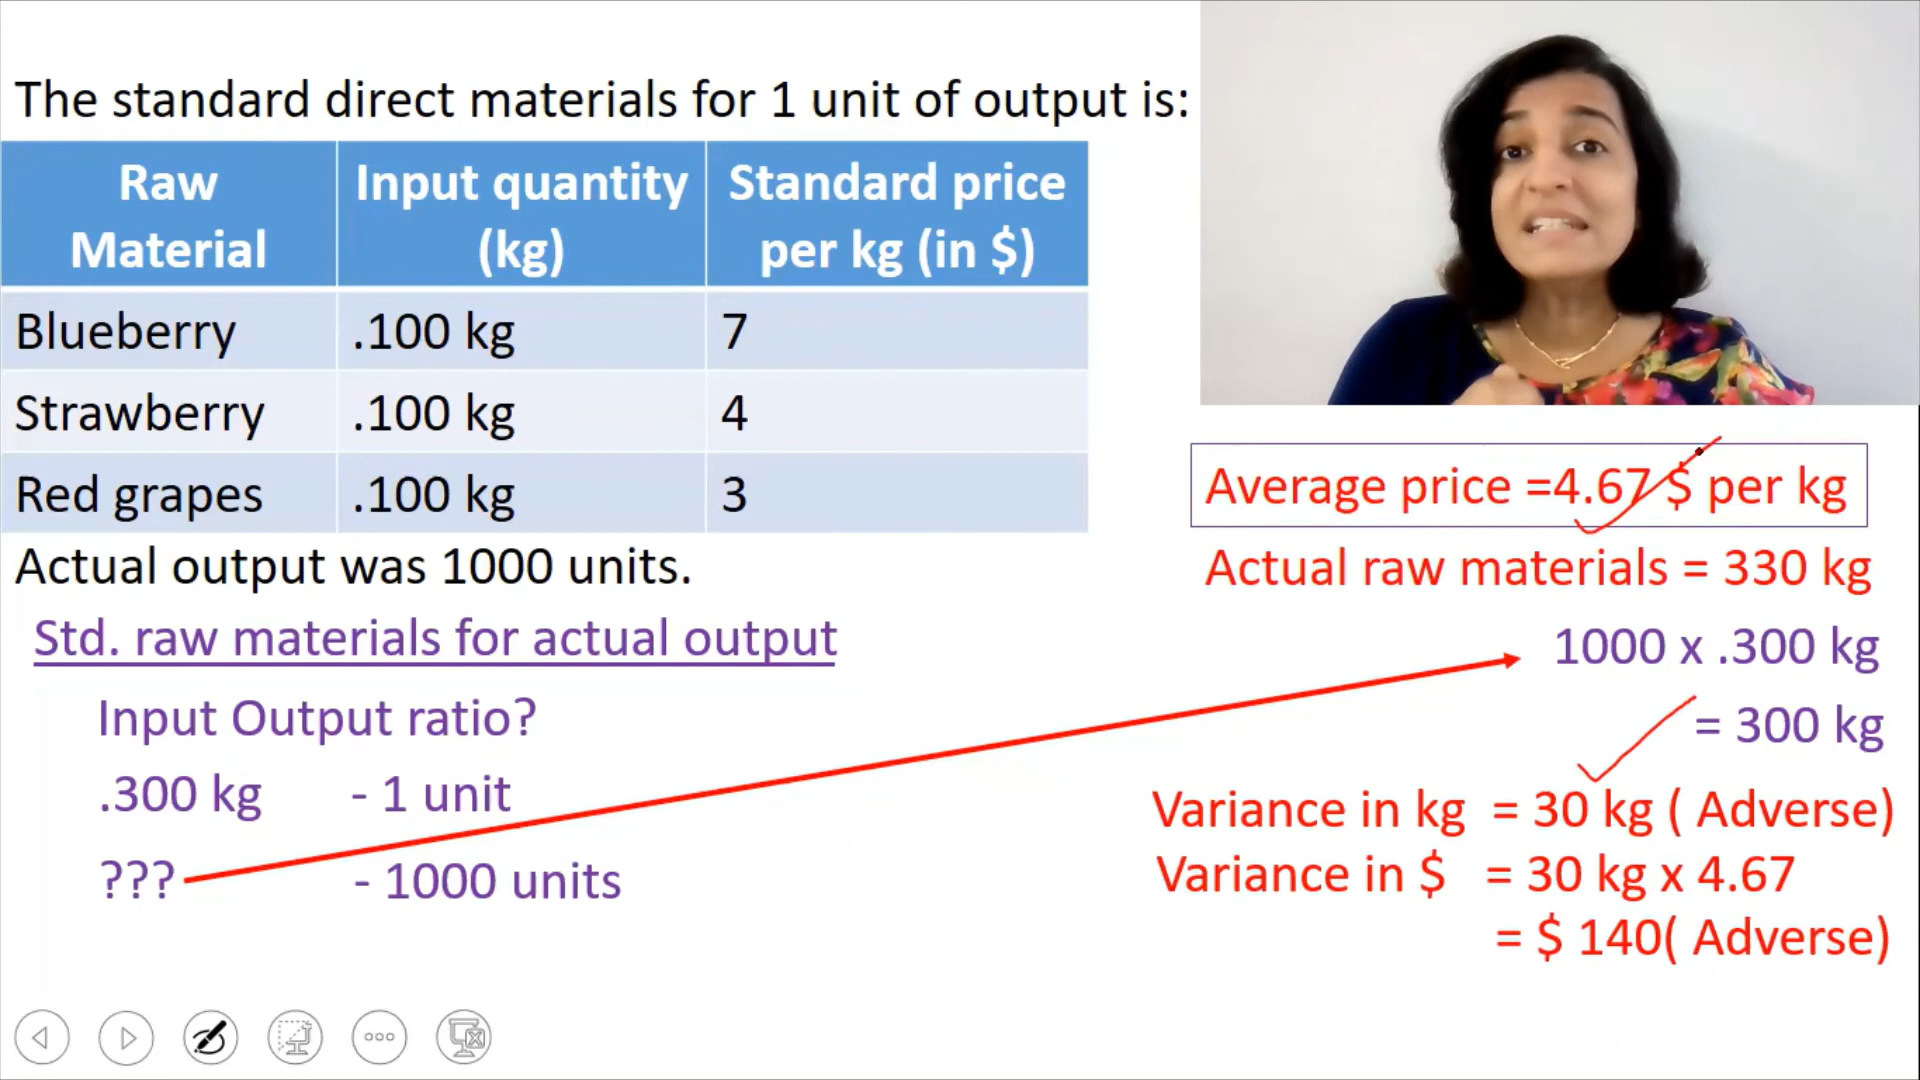 The standard direct materials for 1 unit of output is:
Raw Material
Input quantity (kg)
Standard price per kg (in $)
Blueberry .100 kg 7
Strawberry .100 kg 4
Red grapes .100 kg 3
Actual output was 1000 units.
Std. raw materials for actual output
Input Output ratio?
.300 kg - 1 unit
??? - 1000 units
Average price =4.67 $ per kg
Actual raw materials = 330 kg
1000 x .300 kg
= 300 kg
Variance in kg = 30 kg ( Adverse)
Variance in $ = 30 kg x 4.67
= $ 140( Adverse)